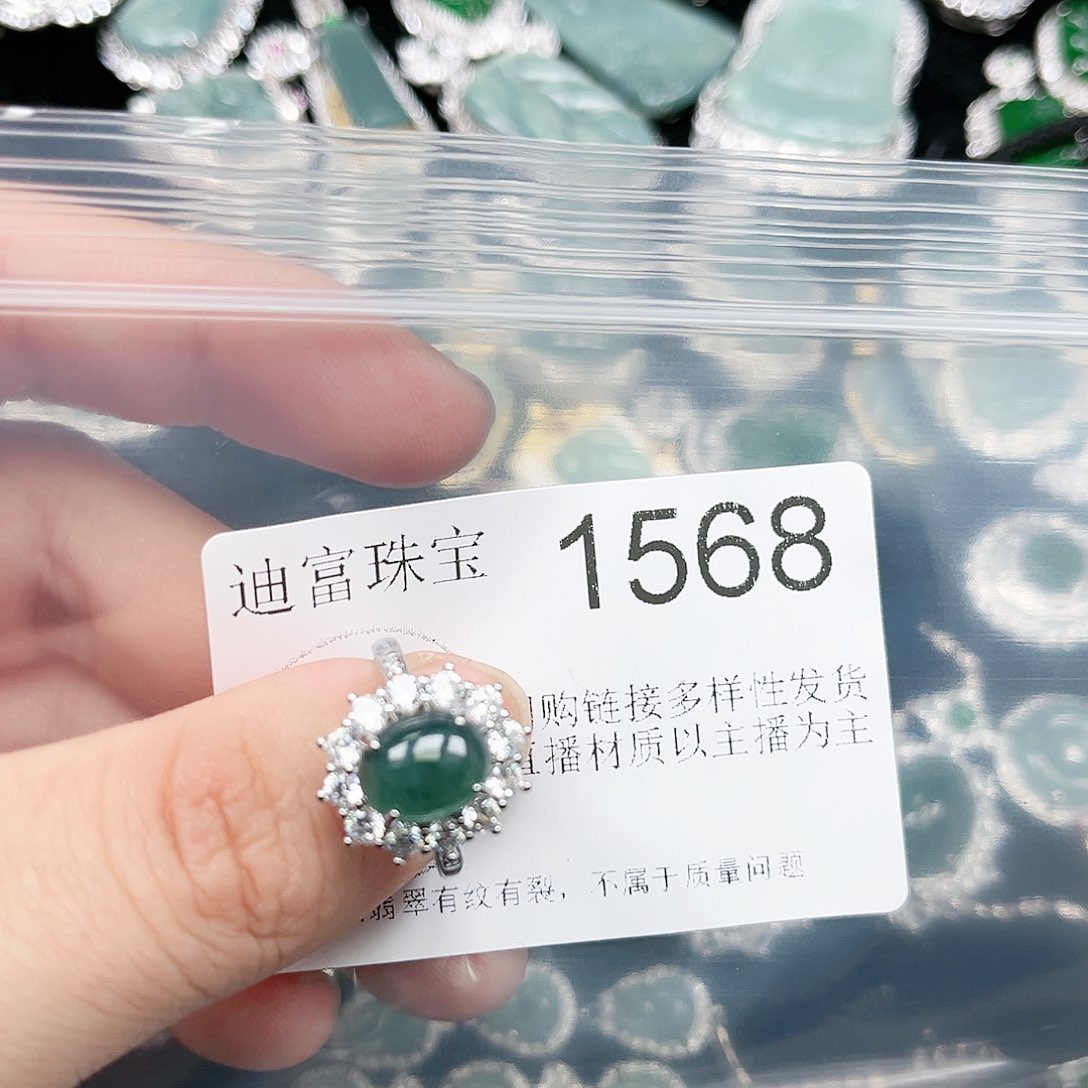 迪富珠宝 1568
购链接多样性发货
直播材质以主播为主
翡翠有纹有裂，不属于质量问题